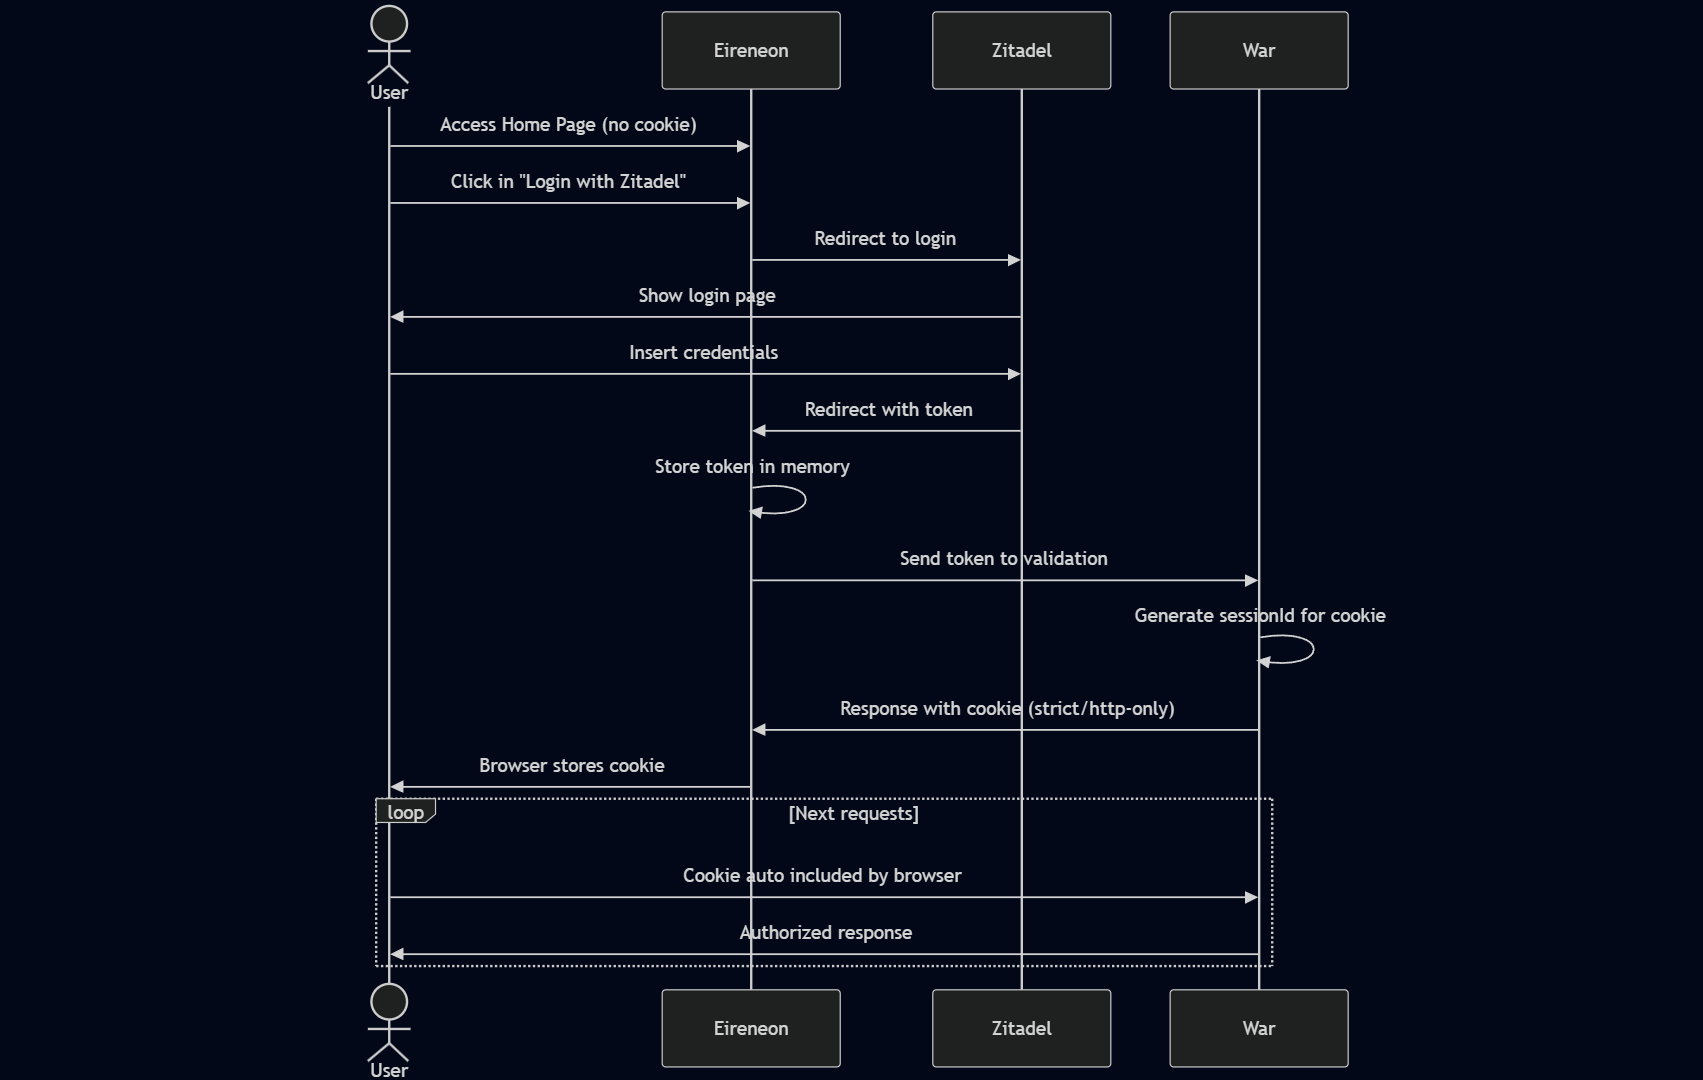 Eireneon
Zitadel
War
User
Access Home Page (no cookie)
Click in "Login with Zitadel"
Redirect to login
Show login page
Insert credentials
Redirect with token
Store token in memory
Send token to validation
Generate sessionId for cookie
Response with cookie (strict/http-only)
Browser stores cookie
loop
[Next requests]
Cookie auto included by browser
Authorized response
Eireneon
Zitadel
War
User